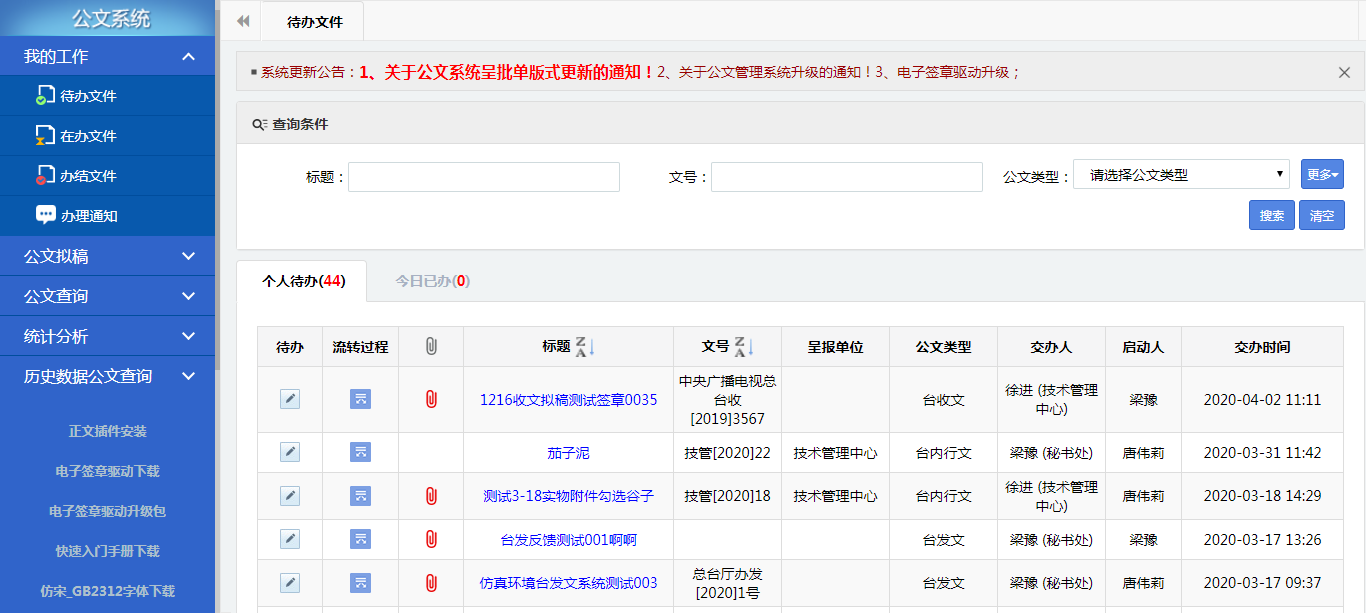 公文系统
我的工作
待办文件
在办文件
办结文件
办理通知
公文拟稿
公文查询
统计分析
历史数据公文查询
正文插件安装
电子签章驱动下载
电子签章驱动升级包
快速入门手册下载
仿宋_GB2312字体下载
待办文件
系统更新公告：1、关于公文系统呈批单版式更新的通知！2、关于公文管理系统升级的通知！3、电子签章驱动升级；
查询条件
标题： 文号： 公文类型： 请选择公文类型 更多
搜索 清空
个人待办(44) 今日已办(0)
待办 流转过程 标题 文号 呈报单位 公文类型 交办人 启动人 交办时间
1216收文拟稿测试签章0035 中央广播电视总台收[2019]3567 台收文 徐进 (技术管理中心) 梁豫 2020-04-02 11:11
茄子泥 技管[2020]22 技术管理中心 台内行文 梁豫 (秘书处) 唐伟莉 2020-03-31 11:42
测试3-18实物附件勾选谷子 技管[2020]18 技术管理中心 台内行文 徐进 (技术管理中心) 唐伟莉 2020-03-18 14:29
台发反馈测试001啊啊 台发文 梁豫 (秘书处) 梁豫 2020-03-17 13:26
仿真环境台发文系统测试003 总台厅办发[2020]1号 台发文 梁豫 (秘书处) 唐伟莉 2020-03-17 09:37